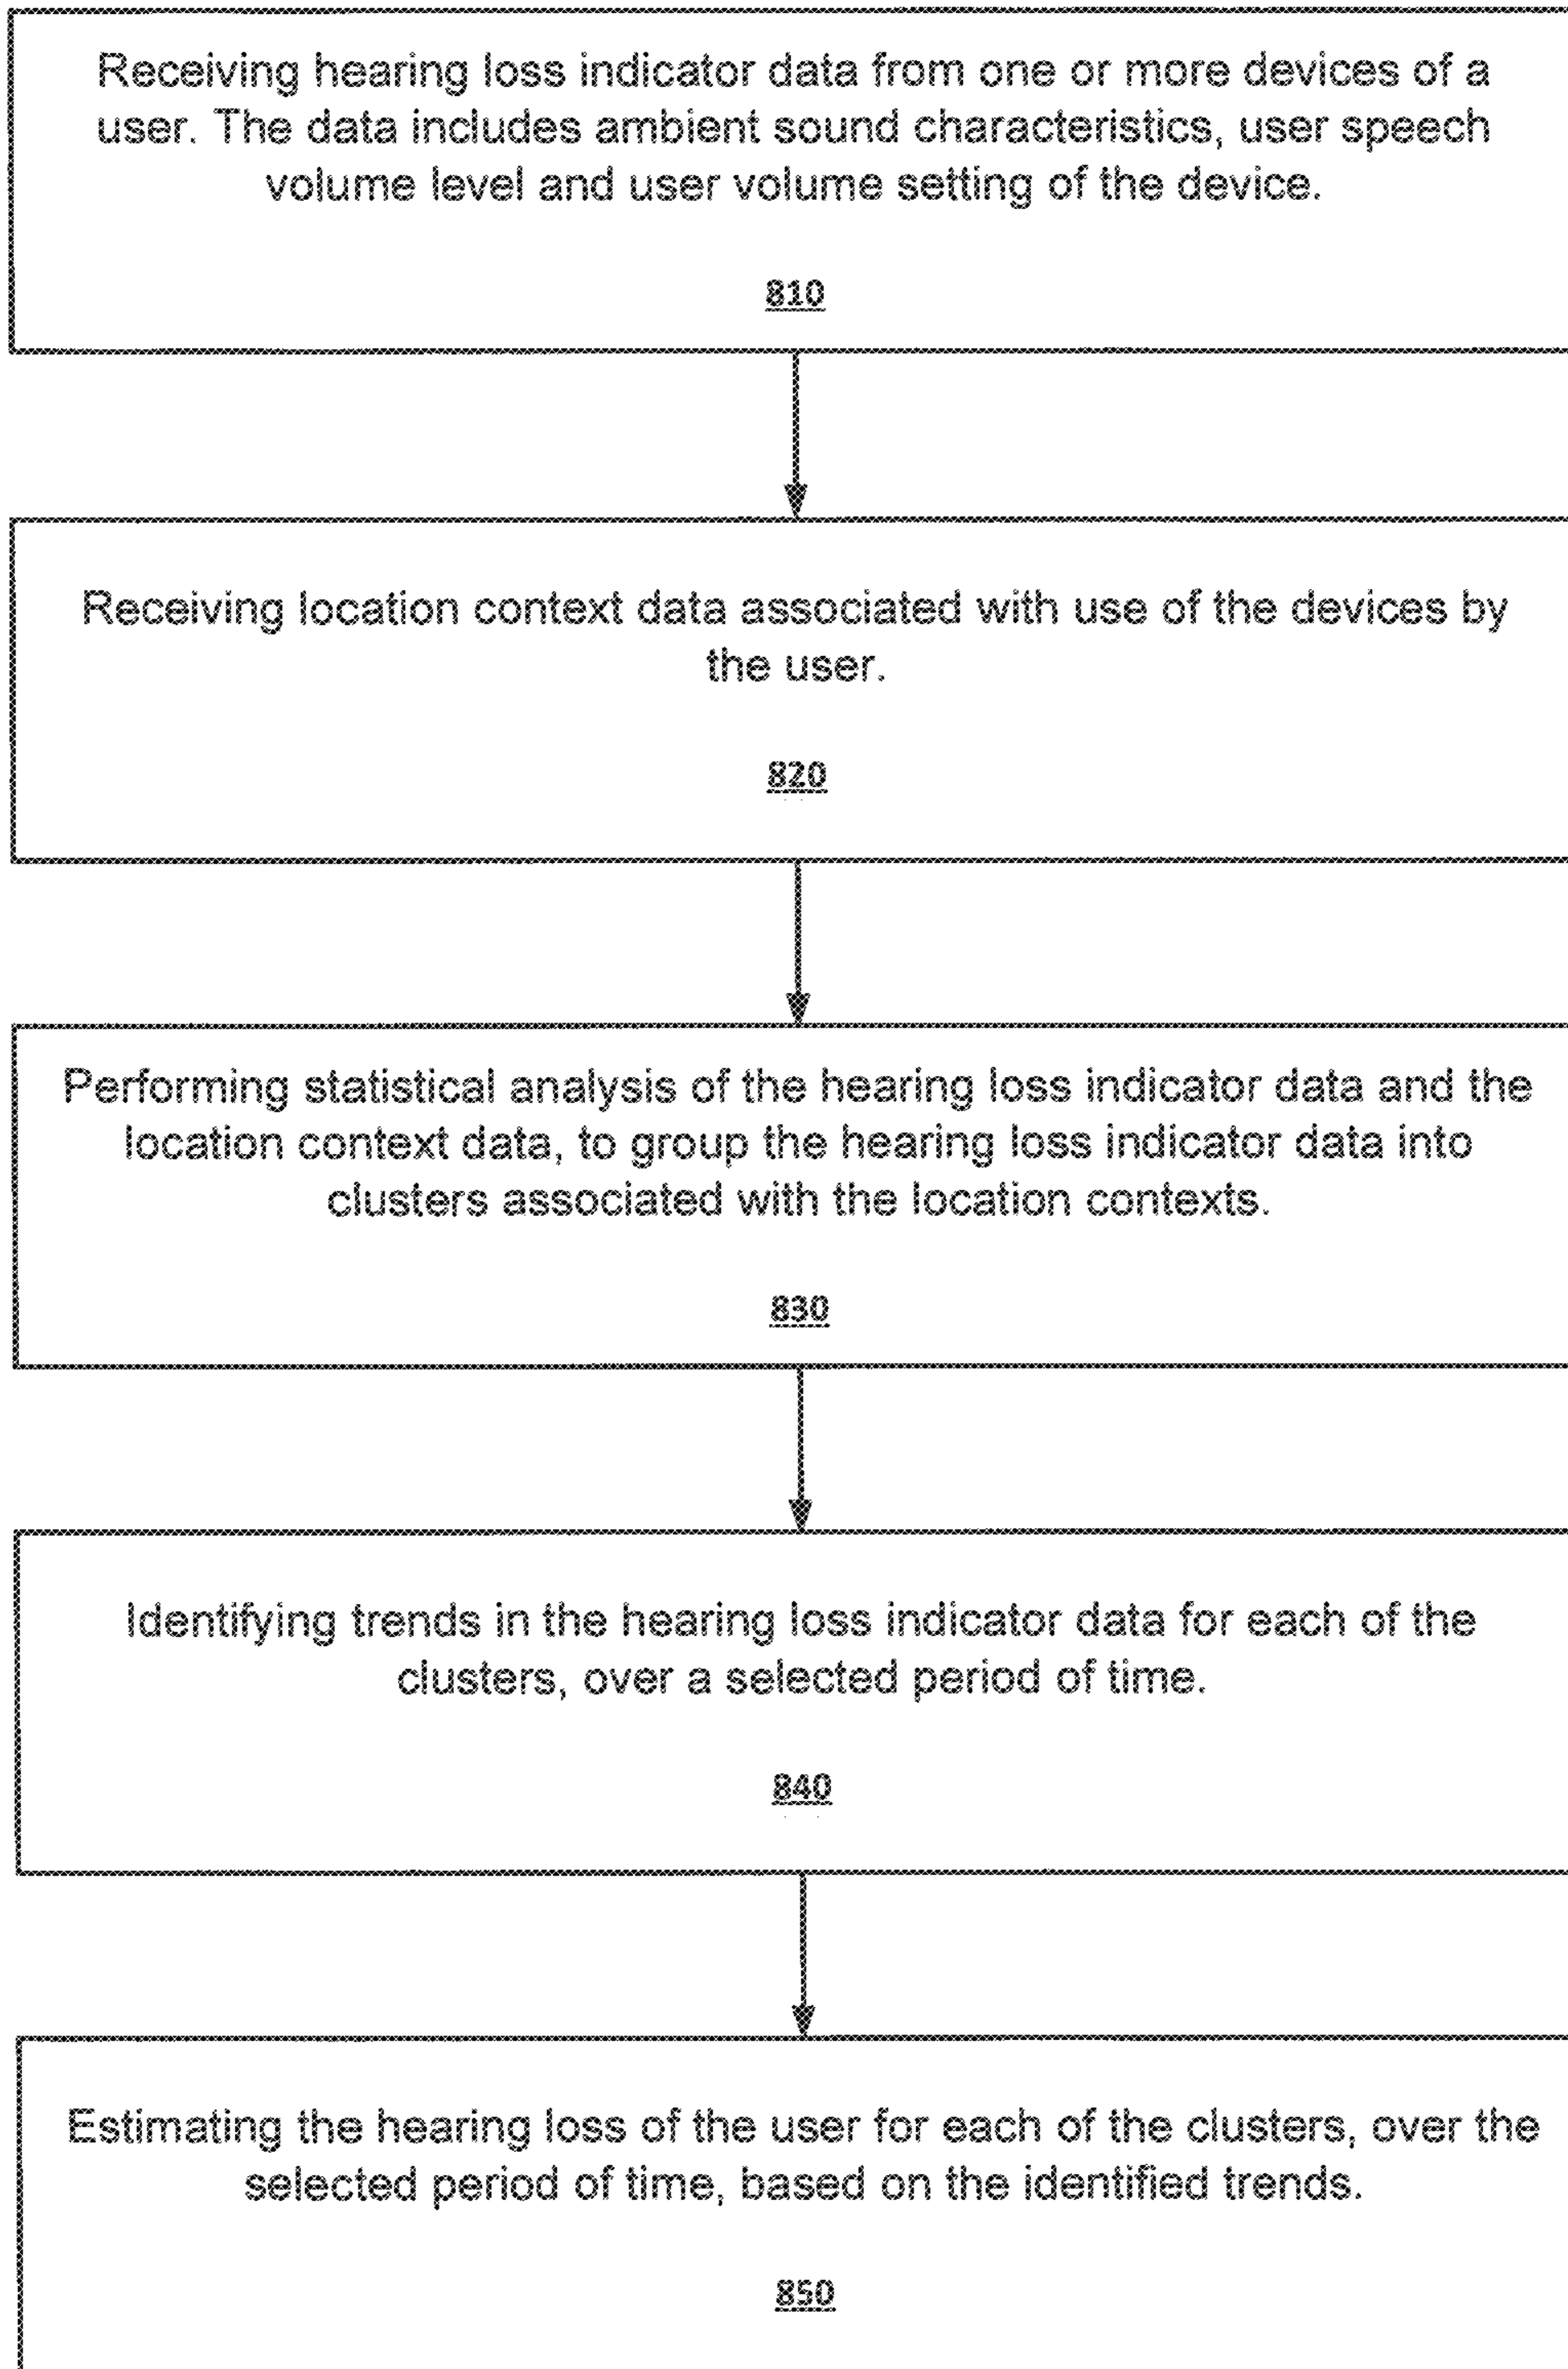 Receiving hearing loss indicator data from one or more devices of a
user. The data includes ambient sound characteristics, user speech
volume level and user volume setting of the device.
810
Receiving location context data associated with use of the devices by
the user.
820
Performing statistical analysis of the hearing loss indicator data and the
location context data, to group the hearing loss indicator data into
clusters associated with the location contexts.
830
Identifying trends in the hearing loss indicator data for each of the
clusters, over a selected period of time.
840
Estimating the hearing loss of the user for each of the clusters, over the
selected period of time, based on the identified trends.
850